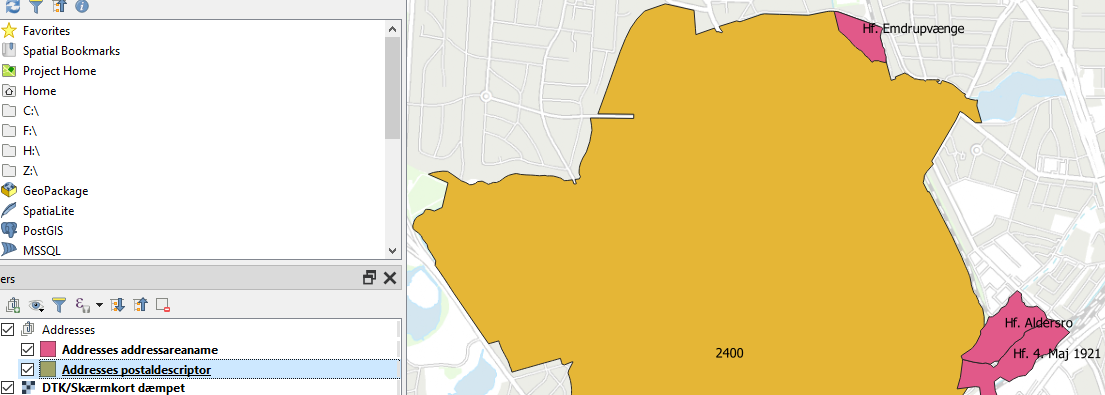 Favorites
Spatial Bookmarks
Project Home
Home
C:\
F:\
H:\
Z:\
GeoPackage
SpatiaLite
PostGIS
MSSQL
ers
Addresses
Addresses addressareaname
Addresses postaldescriptor
DTK/Skærmkort dæmpet
Hf. Emdrupvænge
Hf. Aldersro
2400
Hf. 4. Maj 1921